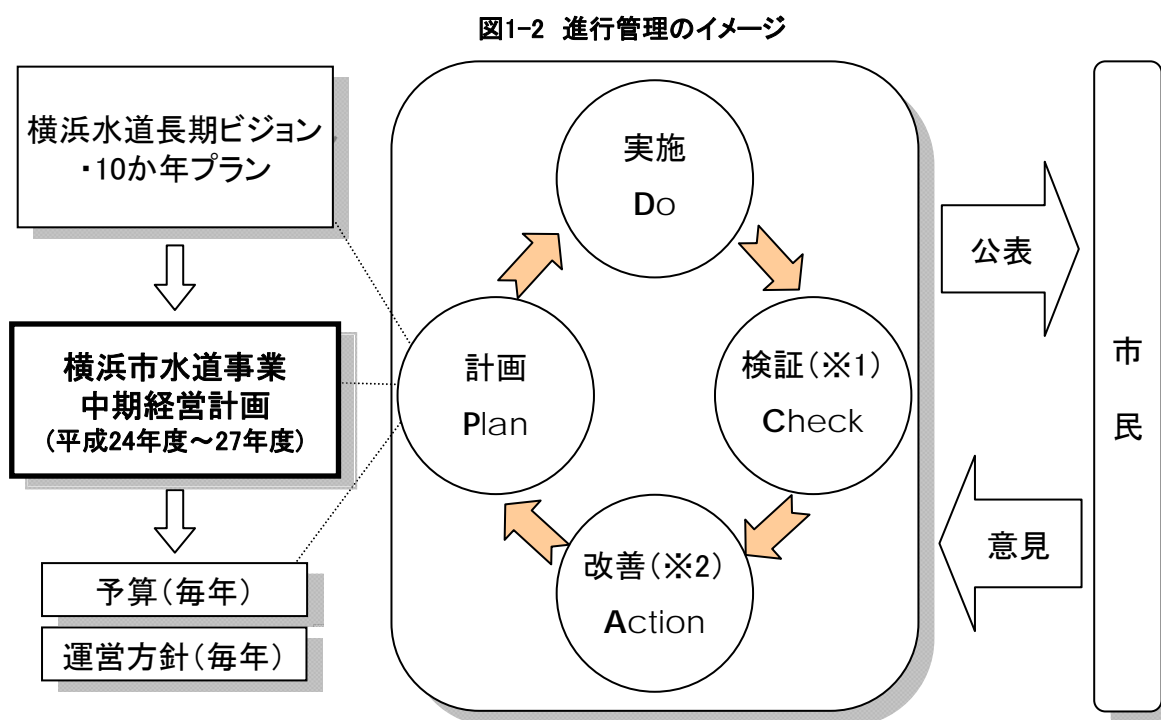 図1-2 進行管理のイメージ
横浜水道長期ビジョン
・10か年プラン
横浜市水道事業
中期経営計画
(平成24年度～27年度)
予算(毎年)
運営方針(毎年)
実施
Do
計画
Plan
検証(※1)
Check
改善(※2)
Action
公表
意見
市
民